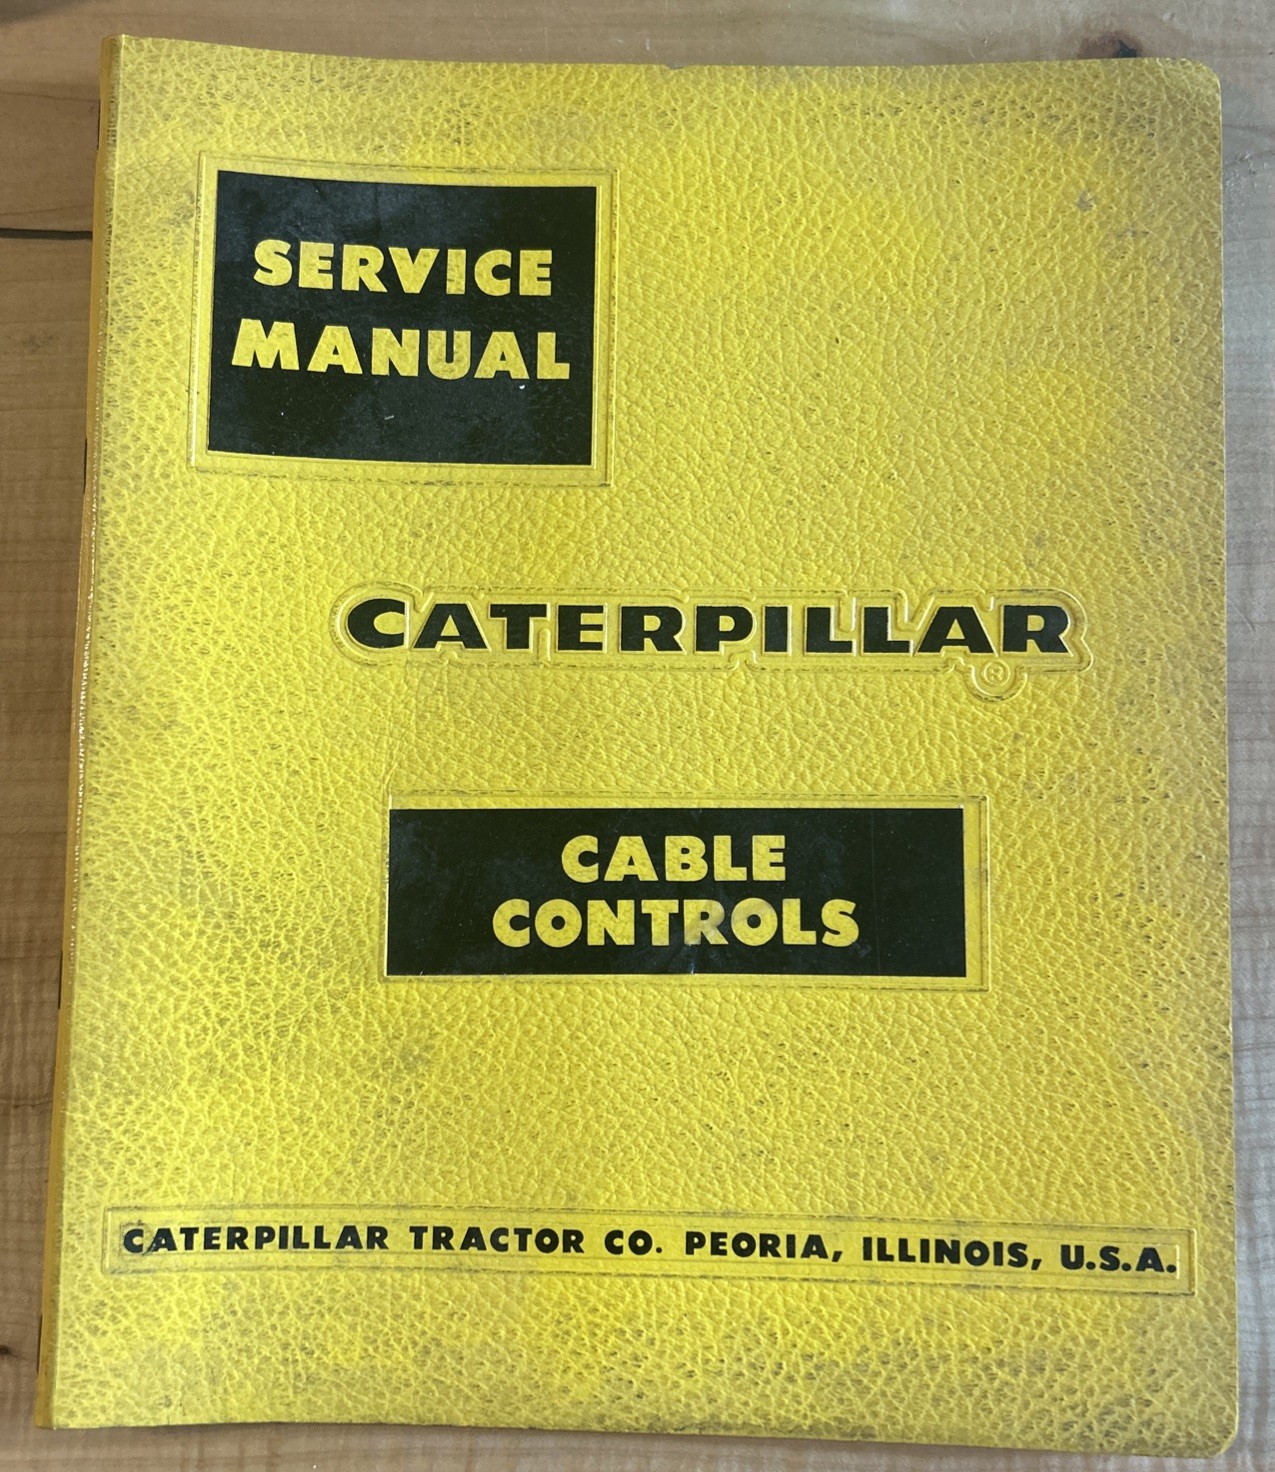 SERVICE
MANUAL
CATERPILLAR
®
CABLE
CONTROLS
CATERPILLAR TRACTOR CO. PEORIA, ILLINOIS, U.S.A.